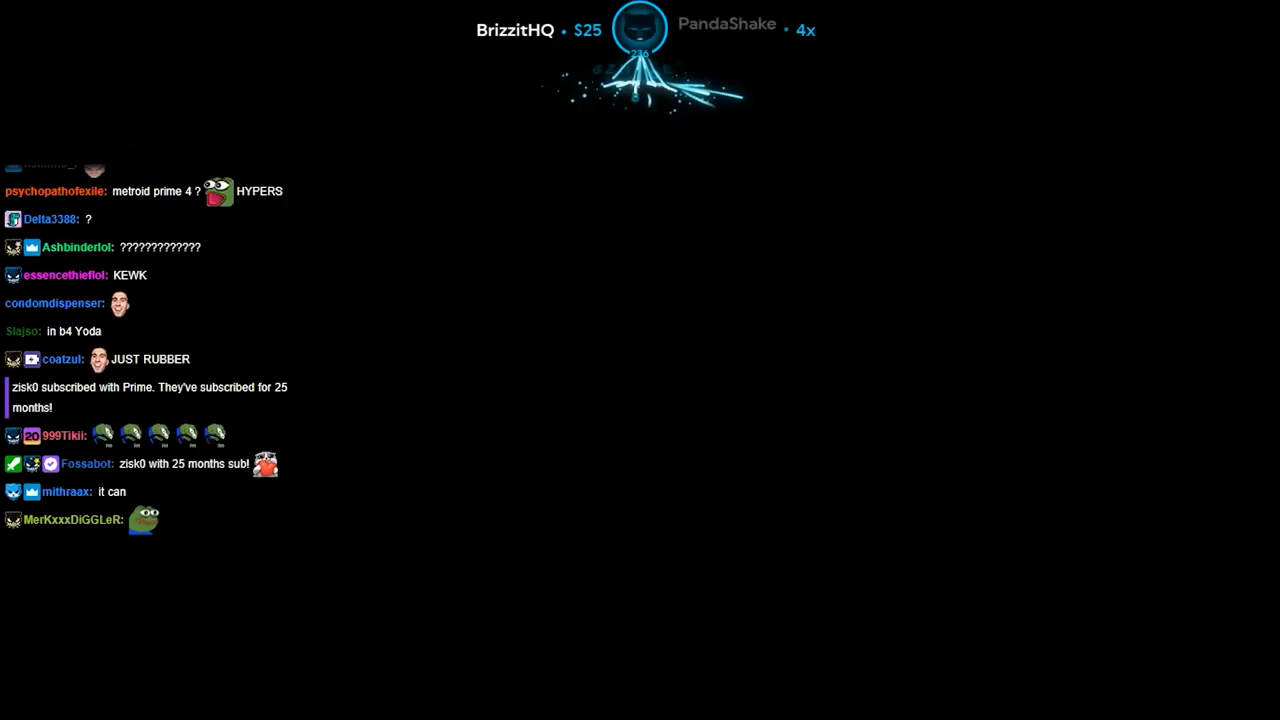 BrizzitHQ • $25
PandaShake • 4x
236
psychopathofexile: metroid prime 4 ? HYPERS
Delta3388: ?
Ashbinderlol: ?????????????
essencethieflol: KEWK
condomdispenser:
Slajso: in b4 Yoda
coatzul: JUST RUBBER
zisk0 subscribed with Prime. They've subscribed for 25
months!
20 999Tikii:
Fossabot: zisk0 with 25 months sub!
mithraax: it can
MerKxxxDiGGLeR: